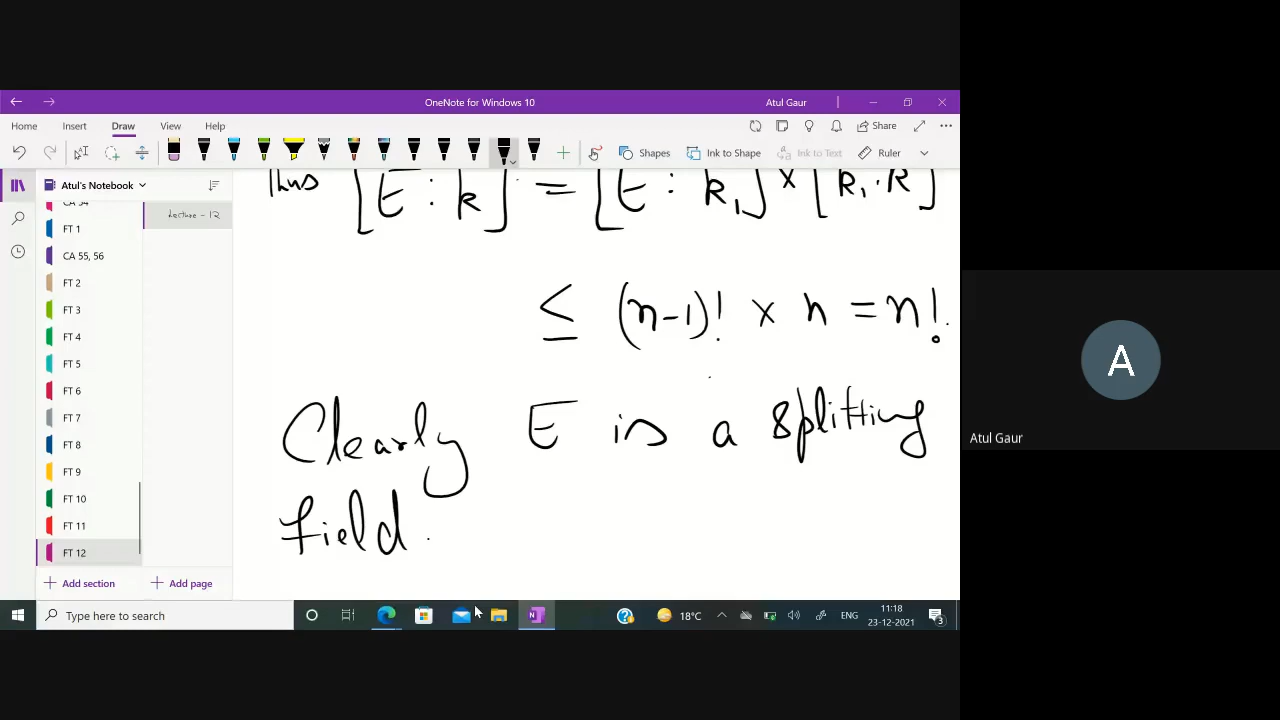 OneNote for Windows 10
Atul Gaur
Home Insert Draw View Help
Share
Shapes
Ink to Shape
Ink to Text
Ruler
Atul's Notebook
CA 54
FT 1
CA 55, 56
FT 2
FT 3
FT 4
FT 5
FT 6
FT 7
FT 8
FT 9
FT 10
FT 11
FT 12
Add section
Lecture - 12
Add page
Thus [E : k] = [E : k₁] × [k₁ : k]
≤ (n-1)! × n = n!.
Clearly E is a splitting
field.
A
Atul Gaur
Type here to search
18°C
ENG
11:18
23-12-2021
3